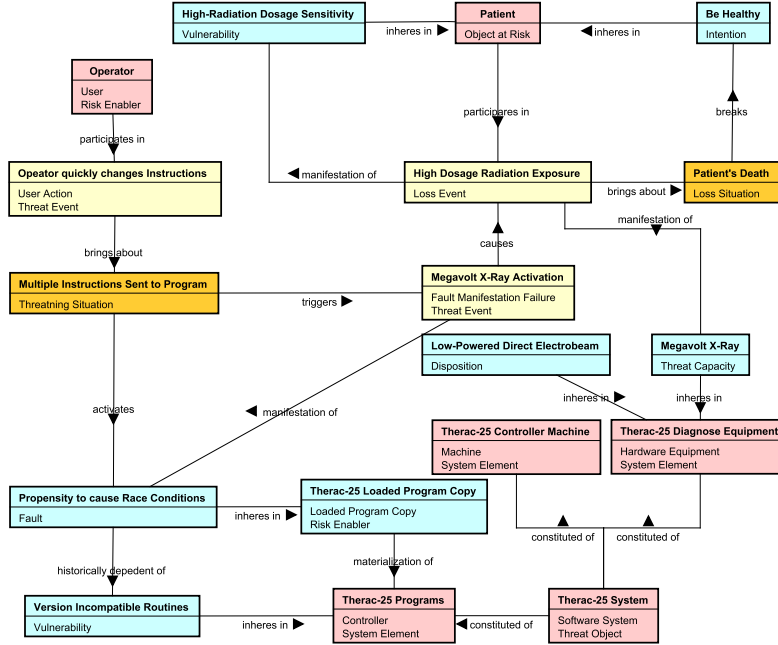 High-Radiation Dosage Sensitivity
Vulnerability
inheres in
Patient
Object at Risk
inheres in
Be Healthy
Intention
Operator
User
Risk Enabler
participates in
participares in
breaks
Opeator quickly changes Instructions
User Action
Threat Event
manifestation of
High Dosage Radiation Exposure
Loss Event
brings about
Patient's Death
Loss Situation
manifestation of
brings about
causes
Multiple Instructions Sent to Program
Threatning Situation
triggers
Megavolt X-Ray Activation
Fault Manifestation Failure
Threat Event
Low-Powered Direct Electrobeam
Disposition
Megavolt X-Ray
Threat Capacity
activates
manifestation of
inheres in
inheres in
Therac-25 Controller Machine
Machine
System Element
Therac-25 Diagnose Equipment
Hardware Equipment
System Element
Propensity to cause Race Conditions
Fault
inheres in
Therac-25 Loaded Program Copy
Loaded Program Copy
Risk Enabler
constituted of
constituted of
historically depedent of
materialization of
Version Incompatible Routines
Vulnerability
inheres in
Therac-25 Programs
Controller
System Element
constituted of
Therac-25 System
Software System
Threat Object